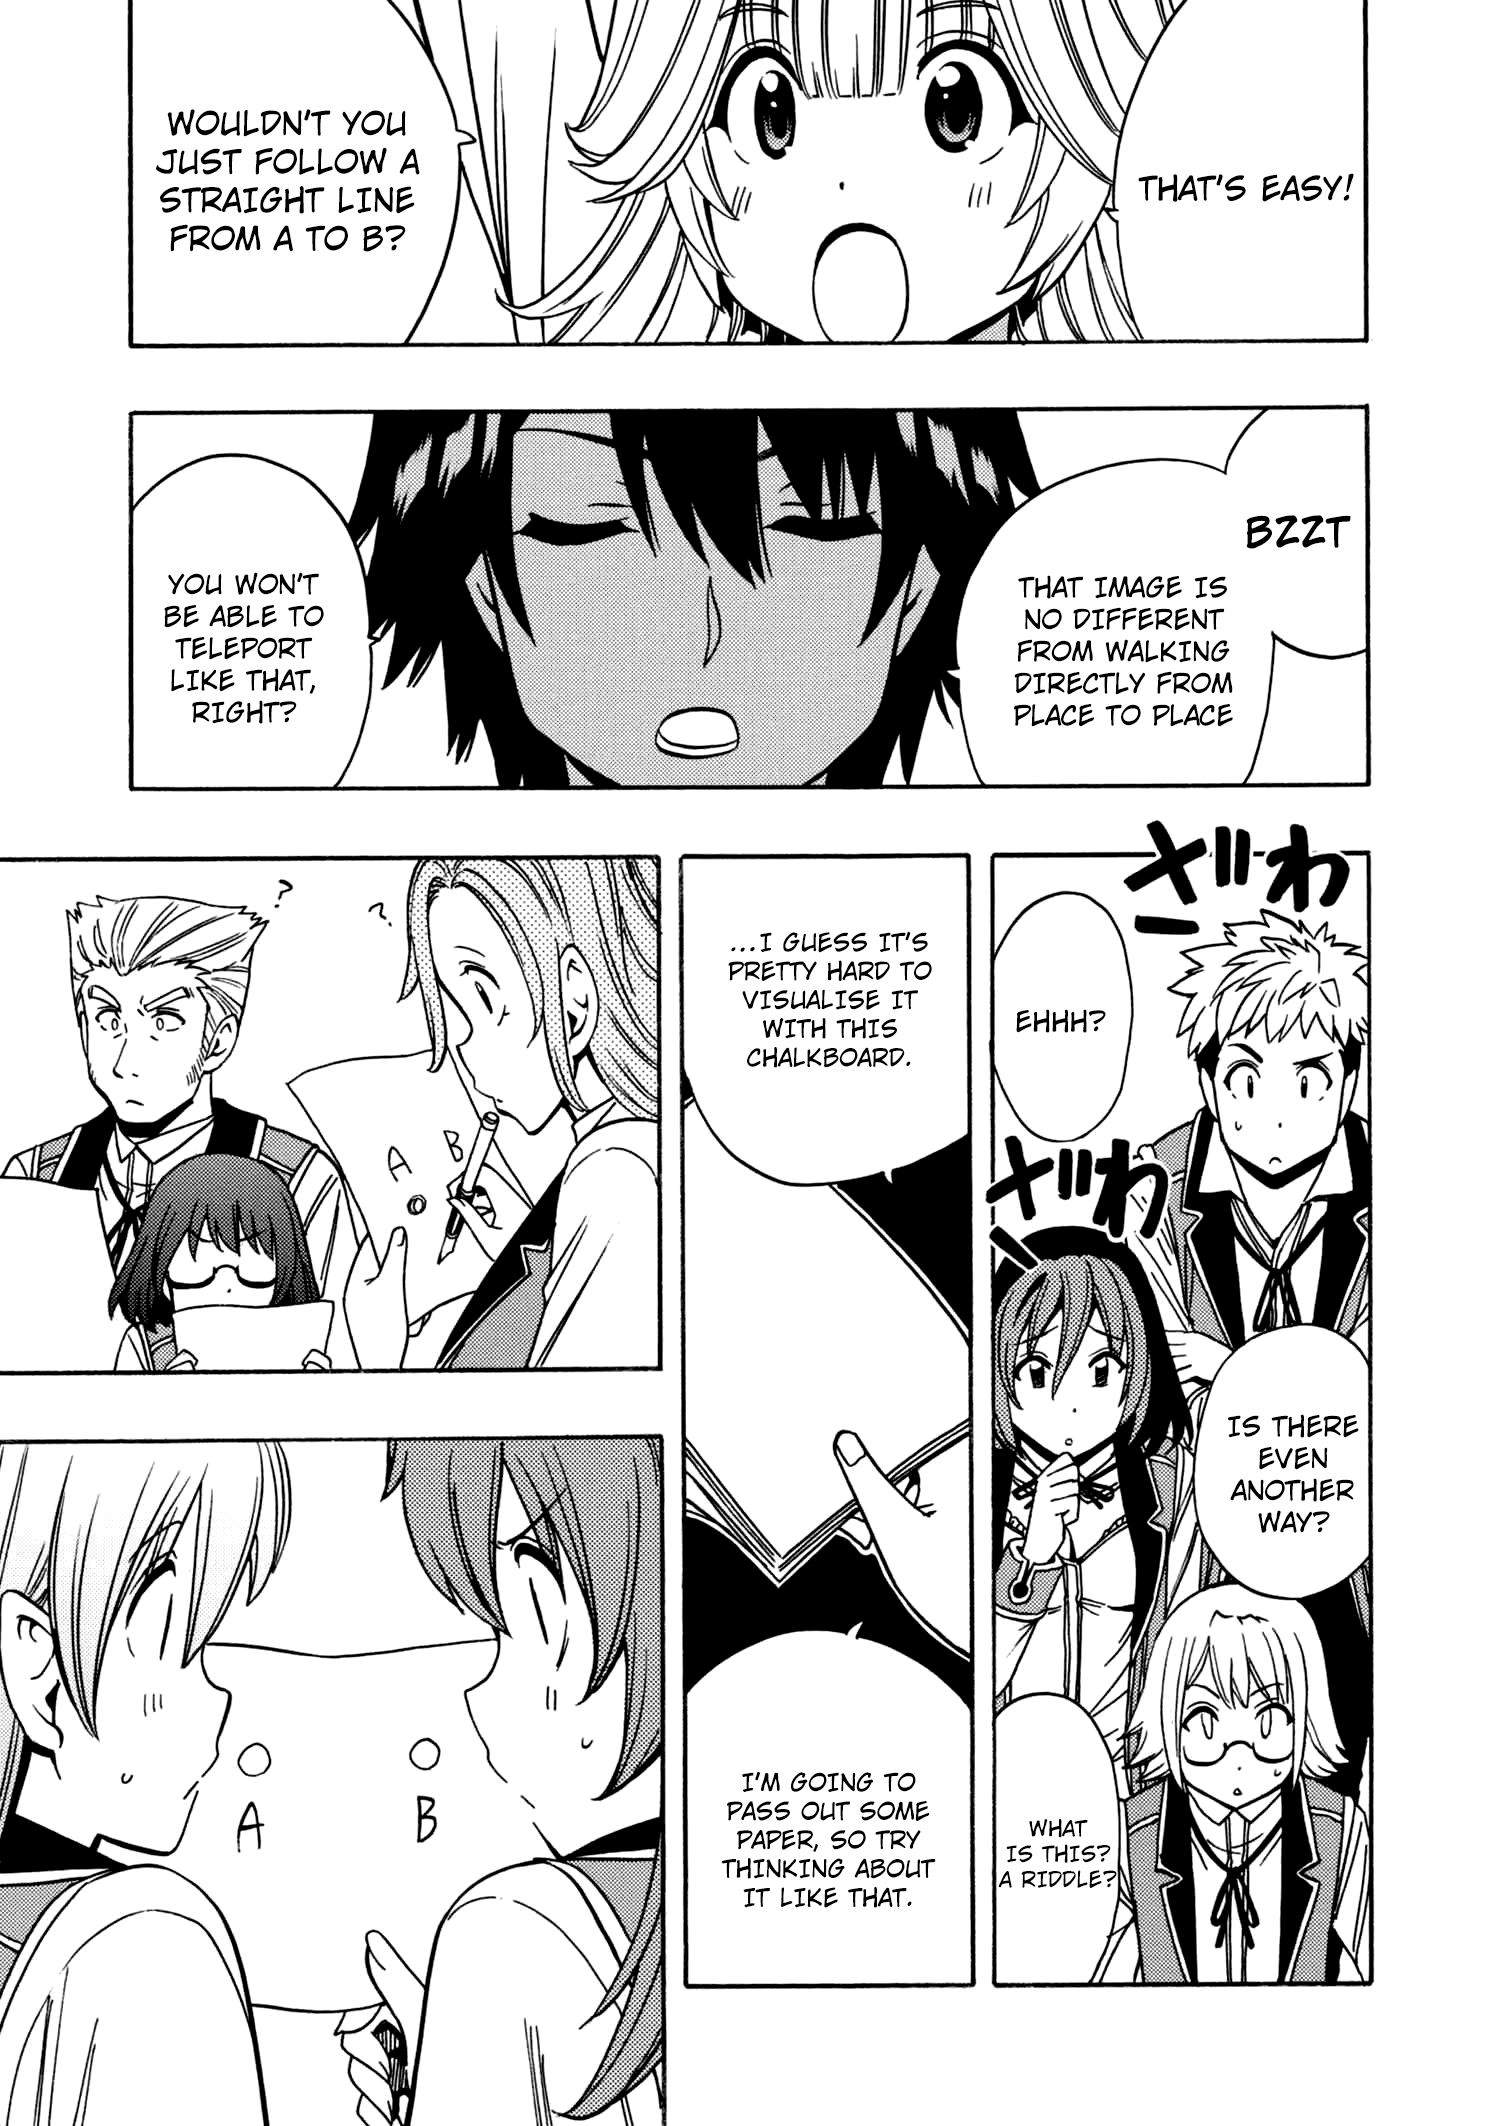 THAT'S EASY!
WOULDN'T YOU
JUST FOLLOW A
STRAIGHT LINE
FROM A TO B?
BZZT
THAT IMAGE IS
NO DIFFERENT
FROM WALKING
DIRECTLY FROM
PLACE TO PLACE
YOU WON'T
BE ABLE TO
TELEPORT
LIKE THAT,
RIGHT?
ざわ
EHHH?
ざわ
IS THERE
EVEN
ANOTHER
WAY?
WHAT
IS THIS?
A RIDDLE?
...I GUESS IT'S
PRETTY HARD TO
VISUALISE IT
WITH THIS
CHALKBOARD.
I'M GOING TO
PASS OUT SOME
PAPER, SO TRY
THINKING ABOUT
IT LIKE THAT.
?
?
A B
A B